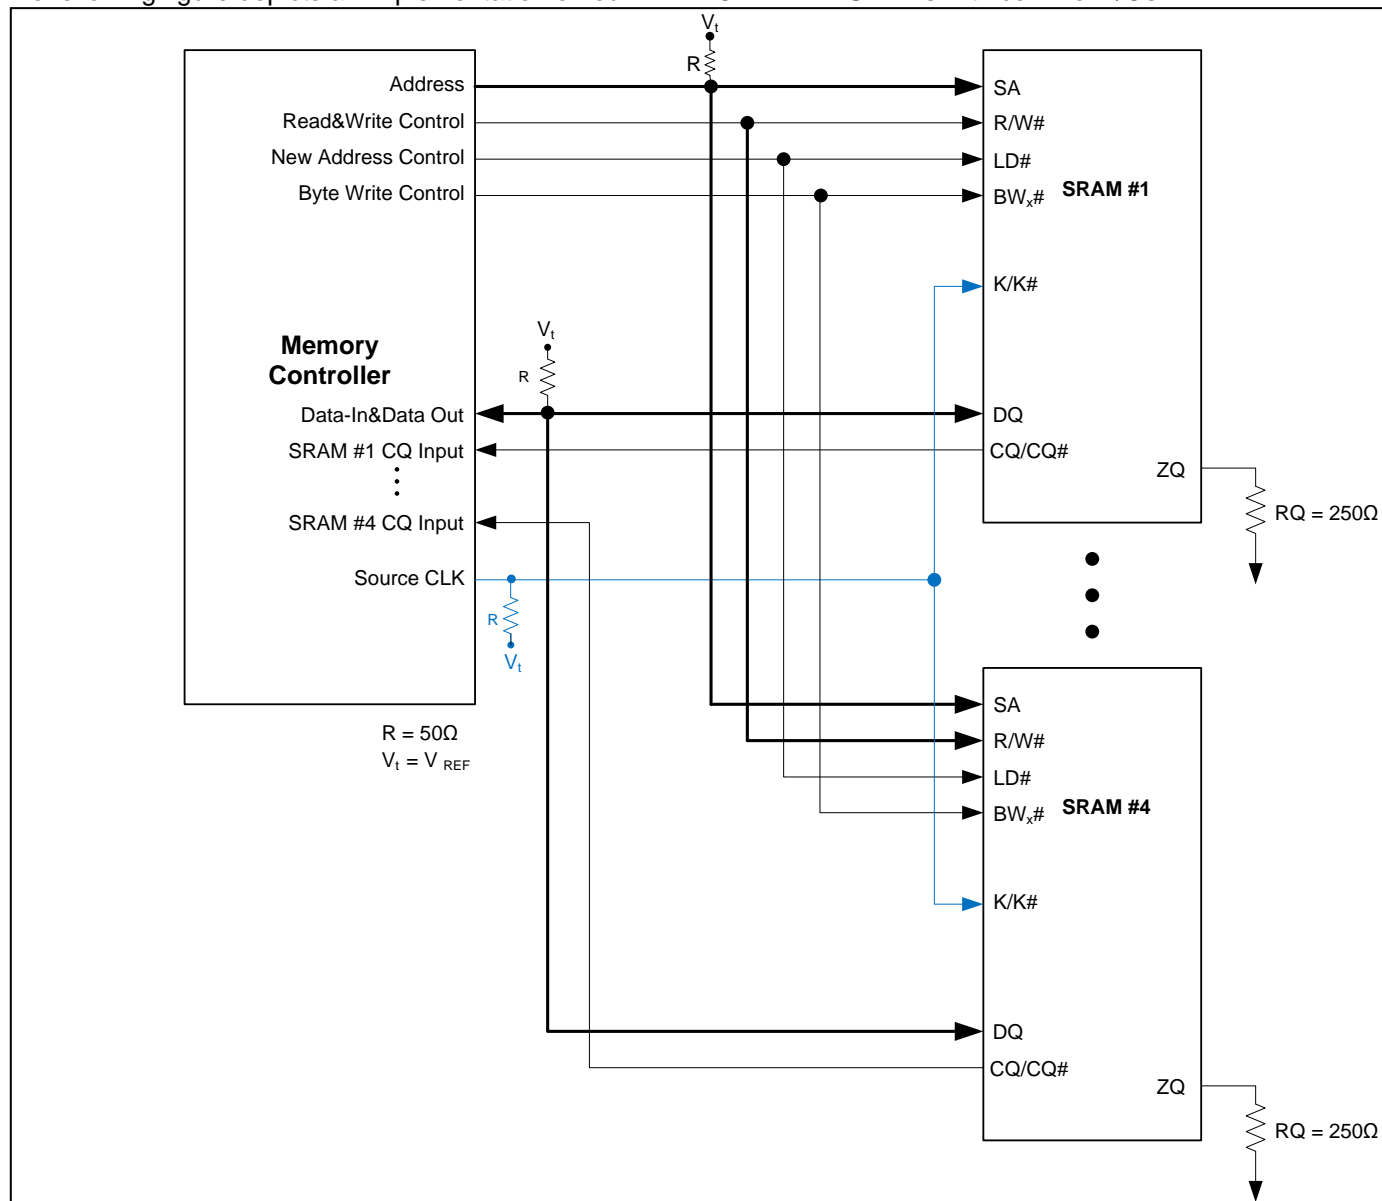 Vt
R
Address
SA
Read&Write Control
R/W#
New Address Control
LD#
Byte Write Control
BWx#
SRAM #1
K/K#
Vt
R
Memory
Controller
Data-In&Data Out
DQ
SRAM #1 CQ Input
CQ/CQ#
ZQ
RQ = 250Ω
SRAM #4 CQ Input
Source CLK
R
Vt
R = 50Ω
Vt = V REF
SA
R/W#
LD#
BWx#
SRAM #4
K/K#
DQ
CQ/CQ#
ZQ
RQ = 250Ω